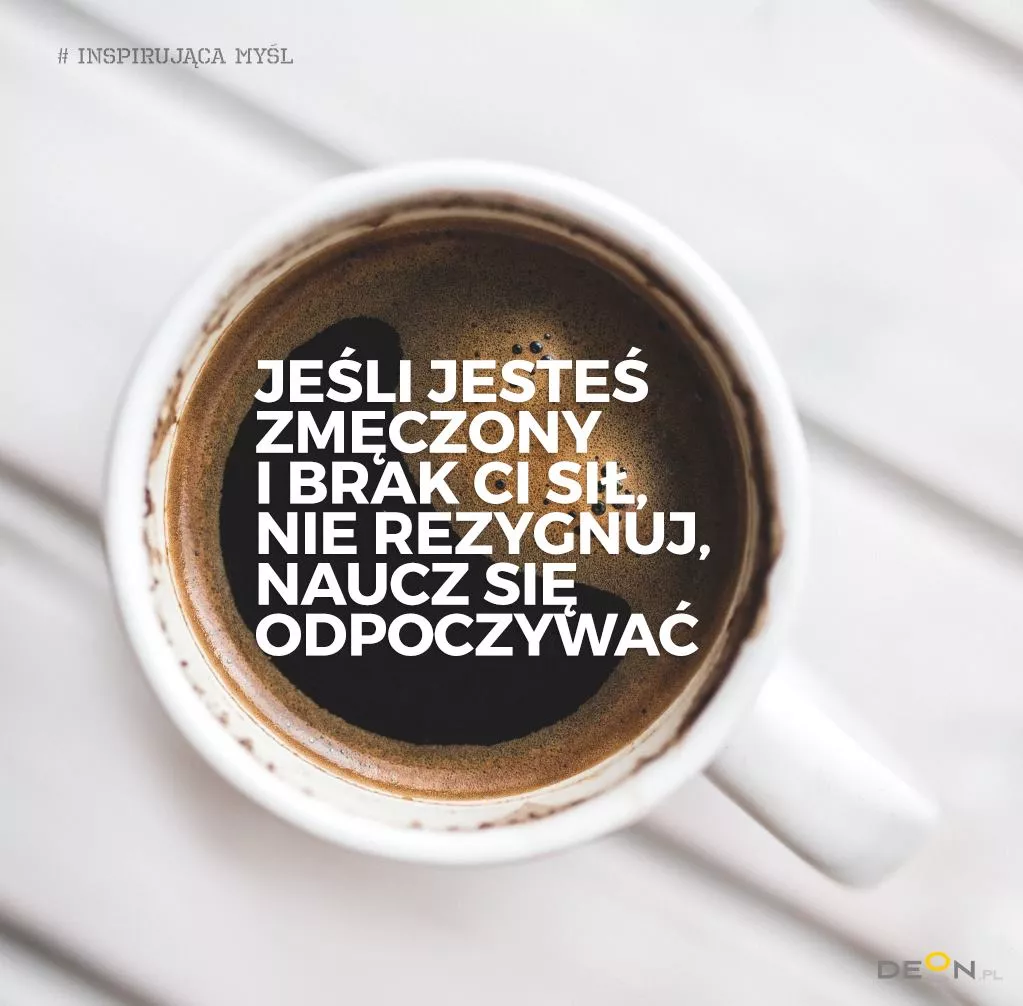 # INSPIRUJĄCA MYŚL
JEŚLI JESTEŚ
ZMĘCZONY
I BRAK CI SIŁ,
NIE REZYGNUJ,
NAUCZ SIĘ
ODPOCZYWAĆ
DEON.PL